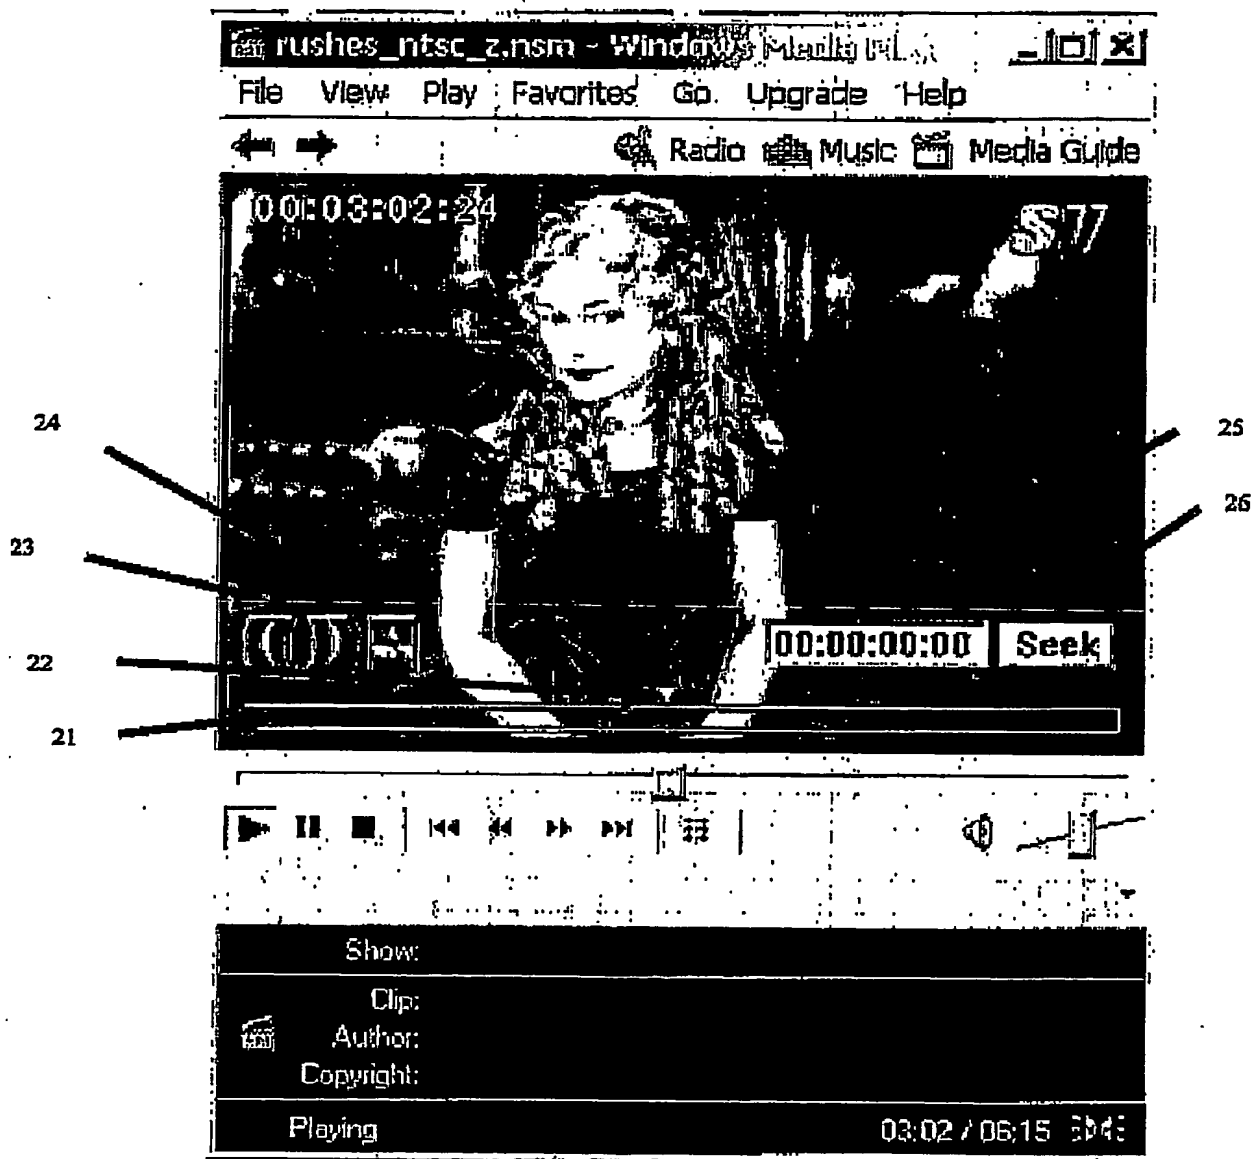 rushes_ntsc_z.nsm - Windows Media
File View Play Favorites Go Upgrade Help
Radio Music Media Guide
00:03:02:24
24
25
26
23
00:00:00:00 Seek
22
21
Show:
Clip:
Author:
Copyright:
Playing 03:02 / 06:15